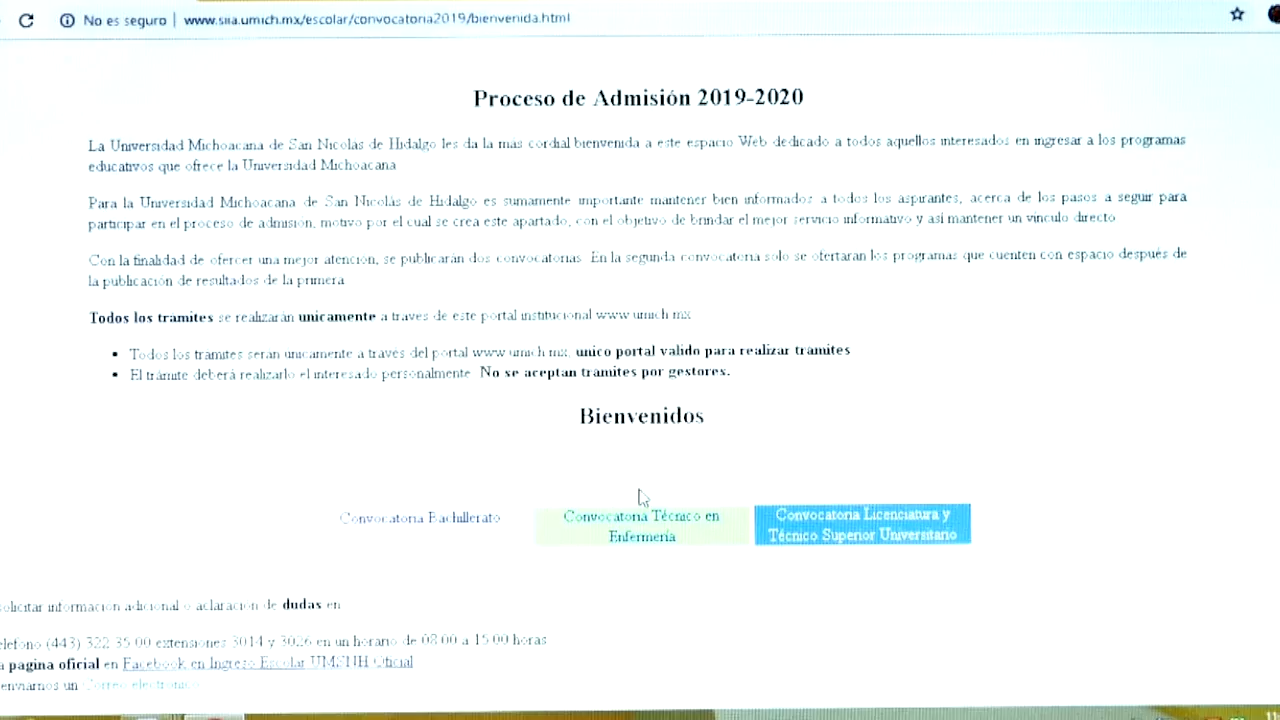 No es seguro | www.siia.umich.mx/escolar/convocatoria2019/bienvenida.html
Proceso de Admisión 2019-2020
La Universidad Michoacana de San Nicolas de Hidalgo les da la más cordial bienvenida a este espacio Web dedicado a todos aquellos interesados en ingresar a los programas
educativos que ofrece la Universidad Michoacana
Para la Universidad Michoacana de San Nicolás de Hidalgo es sumamente importante mantener bien informados a todos los aspirantes, acerca de los pasos a seguir para
participar en el proceso de admisión, motivo por el cual se crea este apartado, con el objetivo de brindar el mejor servicio informativo y así mantener un vinculo directo
Con la finalidad de ofercer una mejor atención, se publicarán dos convocatorias. En la segunda convocatoria solo se ofertaran los programas que cuenten con espacio después de
la publicación de resultados de la primera
Todos los tramites se realizarán unicamente a traves de este portal institucional www.umich.mx
Todos los tramites serán unicamente a través del portal www.umich.mx, unico portal valido para realizar tramites
El trámite deberá realizarlo el interesado personalmente. No se aceptan tramites por gestores.
Bienvenidos
Convocatoria Bachillerato
Convocatoria Técnico en
Enfermería
Convocatoria Licenciatura y
Técnico Superior Universitario
solicitar información adicional o aclaración de dudas en
eléfono (443) 322 35 00 extensiones 3014 y 3026 en un horario de 08:00 a 15:00 horas
a pagina oficial en Facebook en Ingreso Escolar UMSNH Oficial
enviarnos un Correo electronico